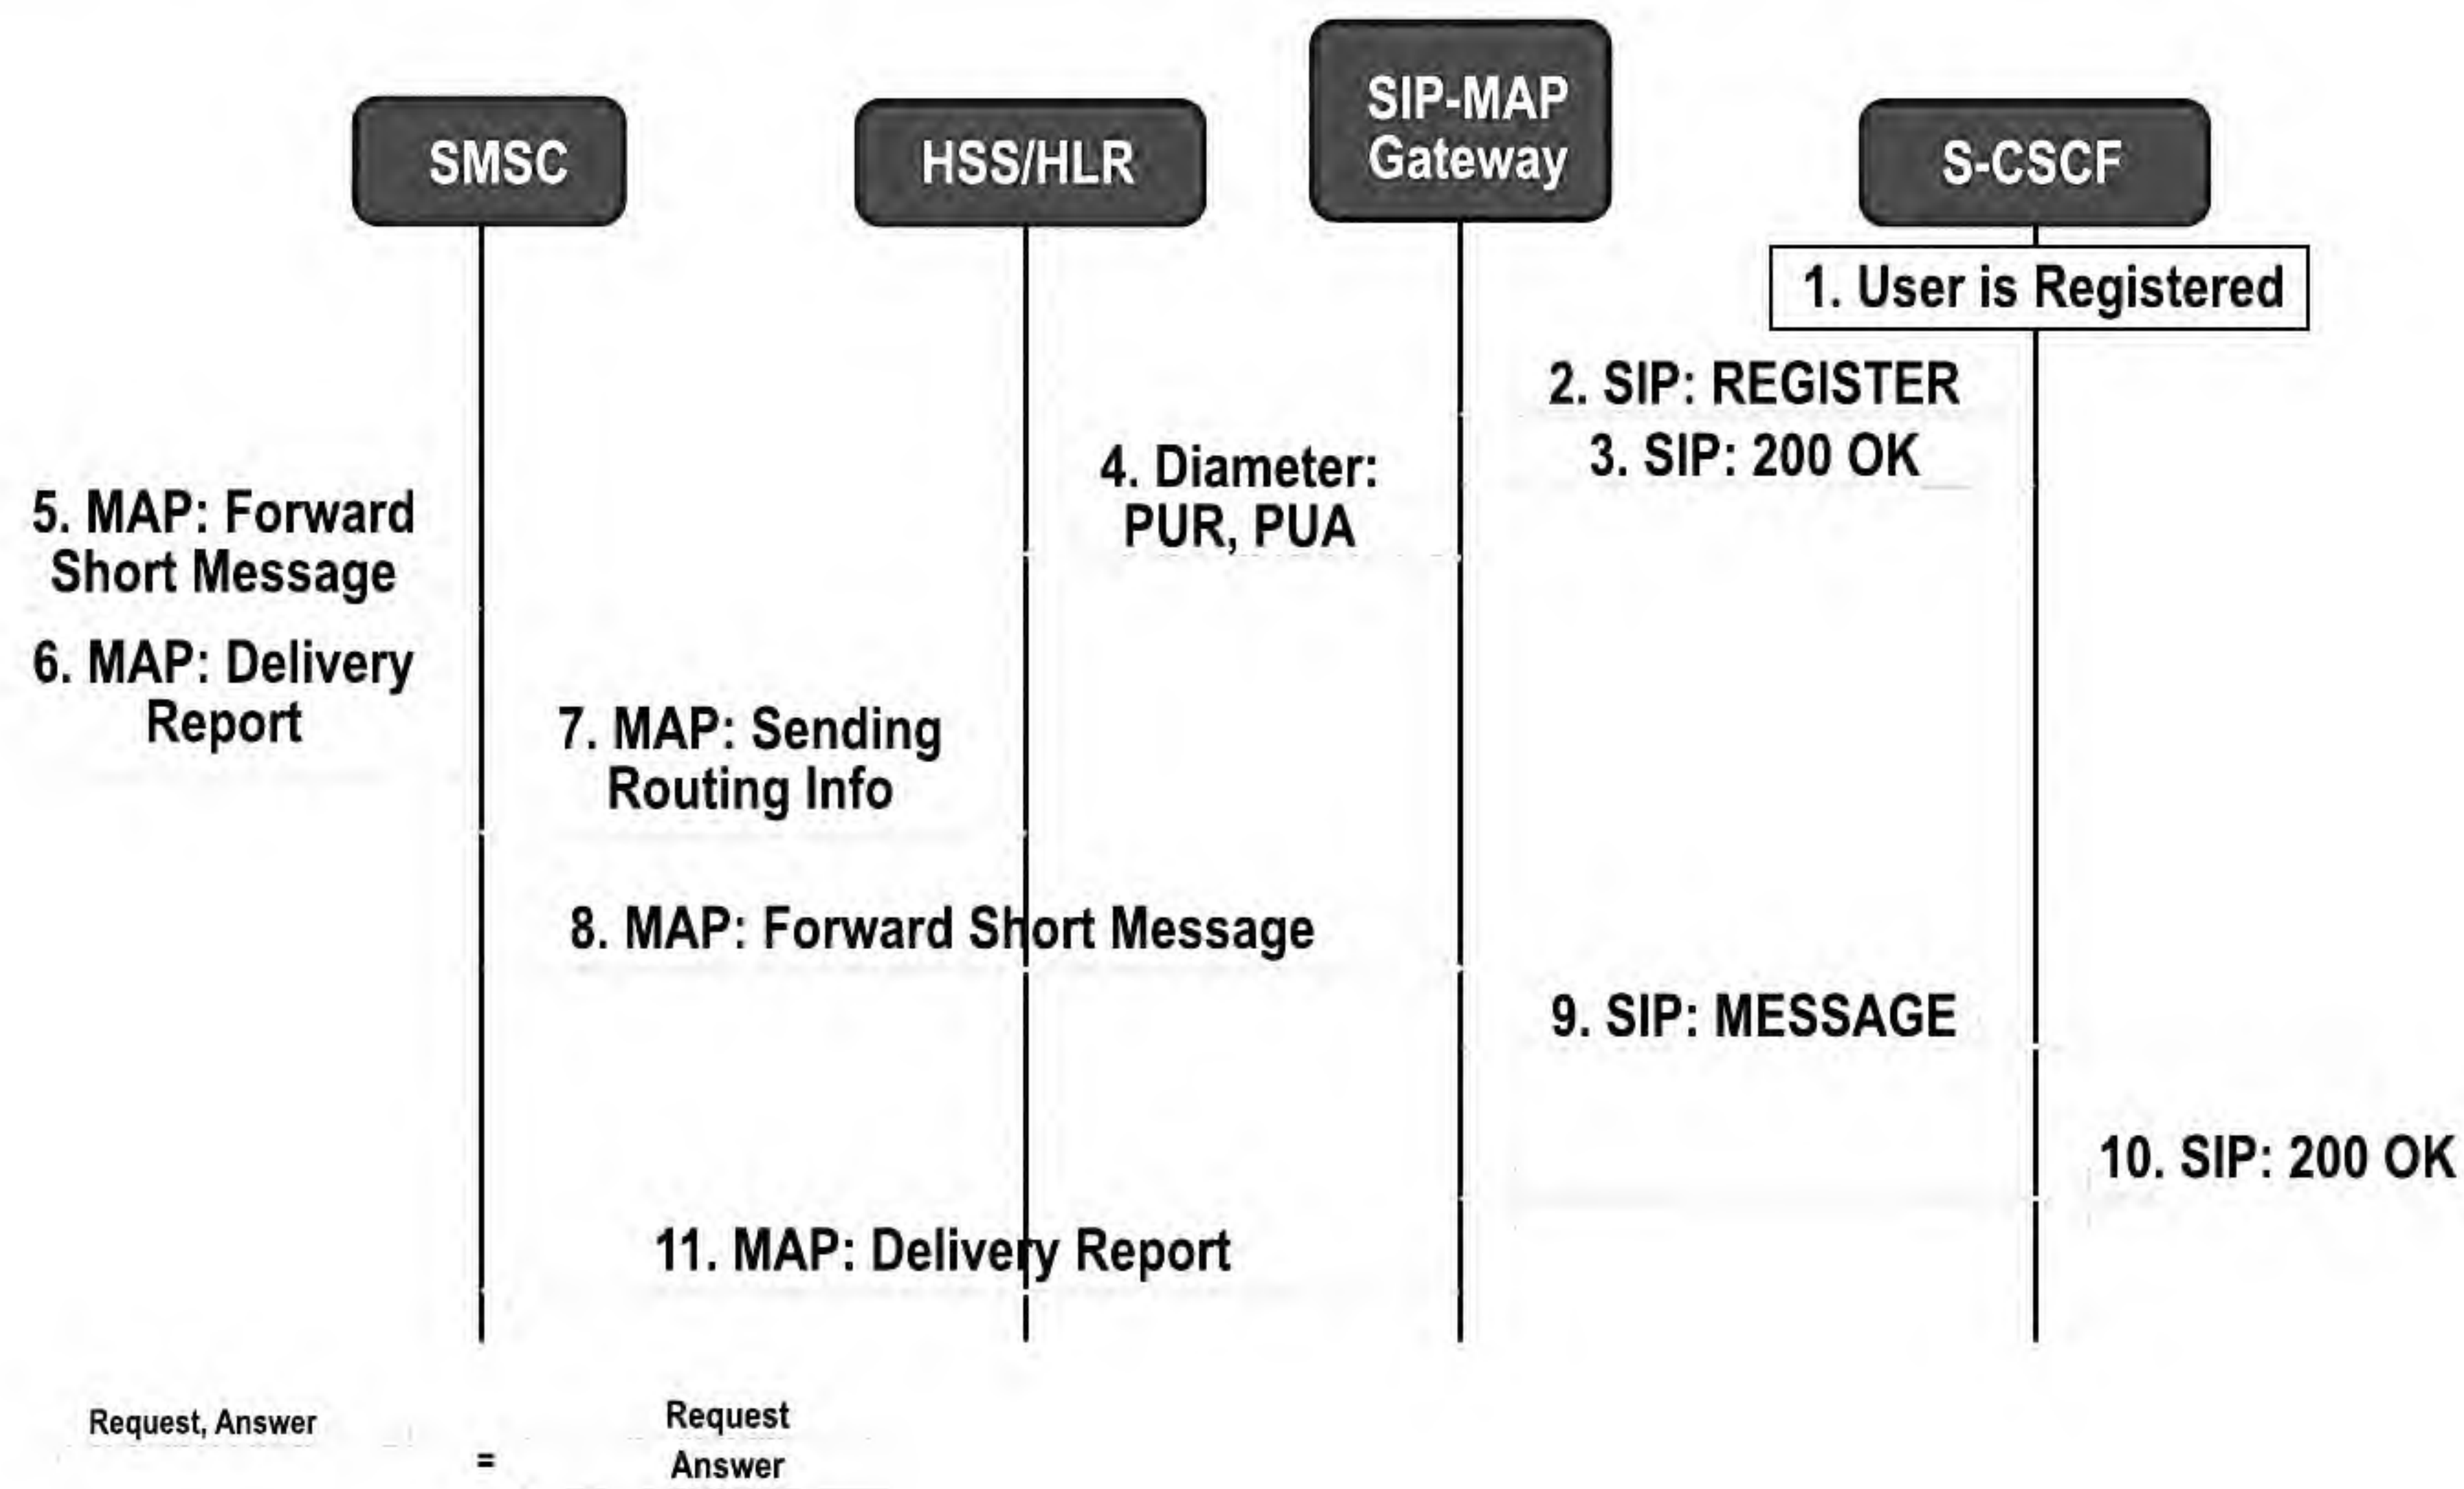 SMSC
HSS/HLR
SIP-MAP
Gateway
S-CSCF
1. User is Registered
2. SIP: REGISTER
3. SIP: 200 OK
4. Diameter:
PUR, PUA
5. MAP: Forward
Short Message
6. MAP: Delivery
Report
7. MAP: Sending
Routing Info
8. MAP: Forward Short Message
9. SIP: MESSAGE
10. SIP: 200 OK
11. MAP: Delivery Report
Request, Answer
=
Request
Answer